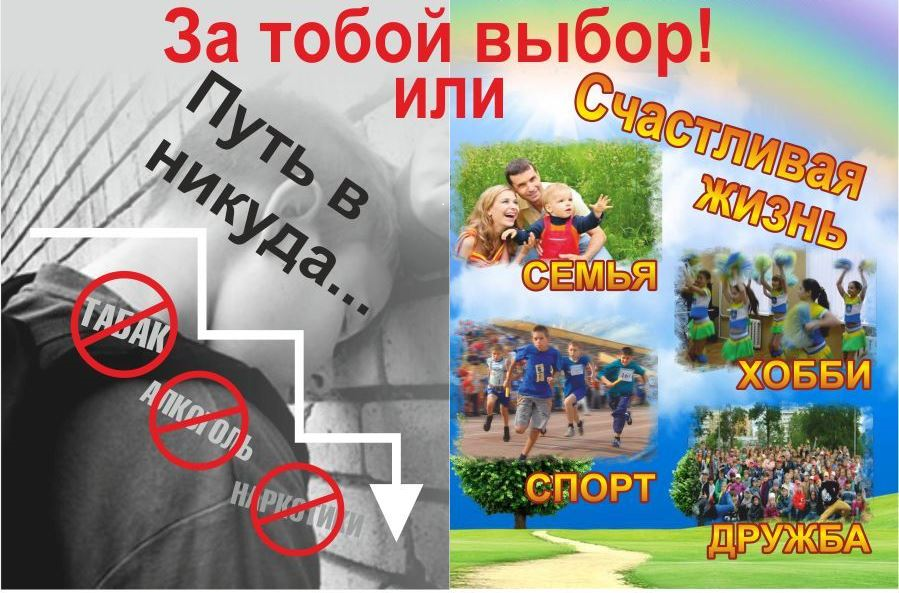 За тобой выбор!
или
Путь в
никуда...
ТАБАК
АЛКОГОЛЬ
НАРКОТИКИ
Счастливая
жизнь
СЕМЬЯ
ХОББИ
СПОРТ
ДРУЖБА